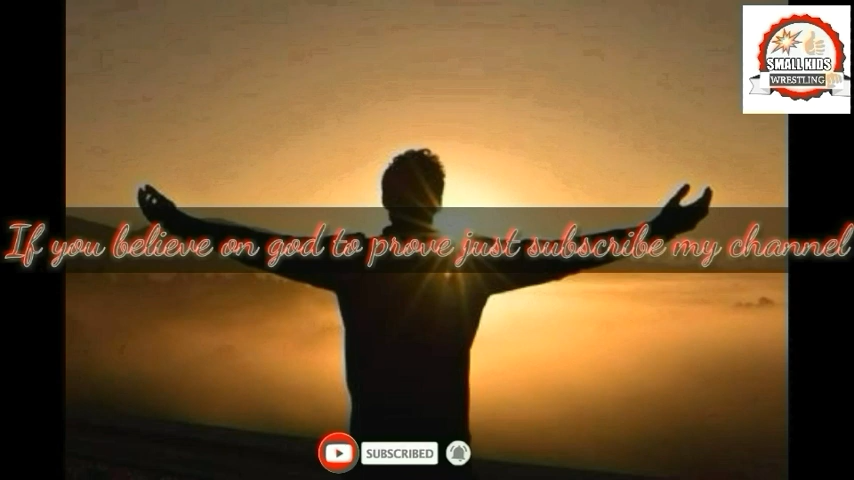 SMALL KIDS
WRESTLING
If you believe on god to prove just subscribe my channel
SUBSCRIBED